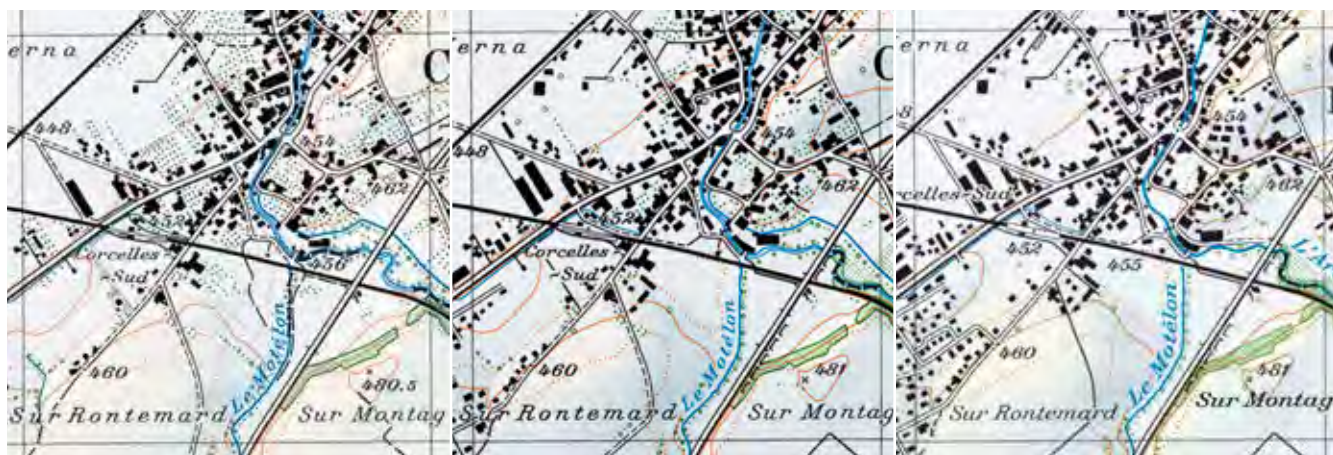 erna
C
448
454
462
452
Corcelles-
-Sud
456
Le Motélon
460
480.5
Sur Rontemard
Sur Montag
erna
C
448
454
462
452
Corcelles-
-Sud
Le Motélon
460
481
Sur Rontemard
Sur Montag
erna
8
454
462
rcelles-Sud
452
455
L'Ar
Le Motélon
460
481
Sur Rontemard
Sur Montag